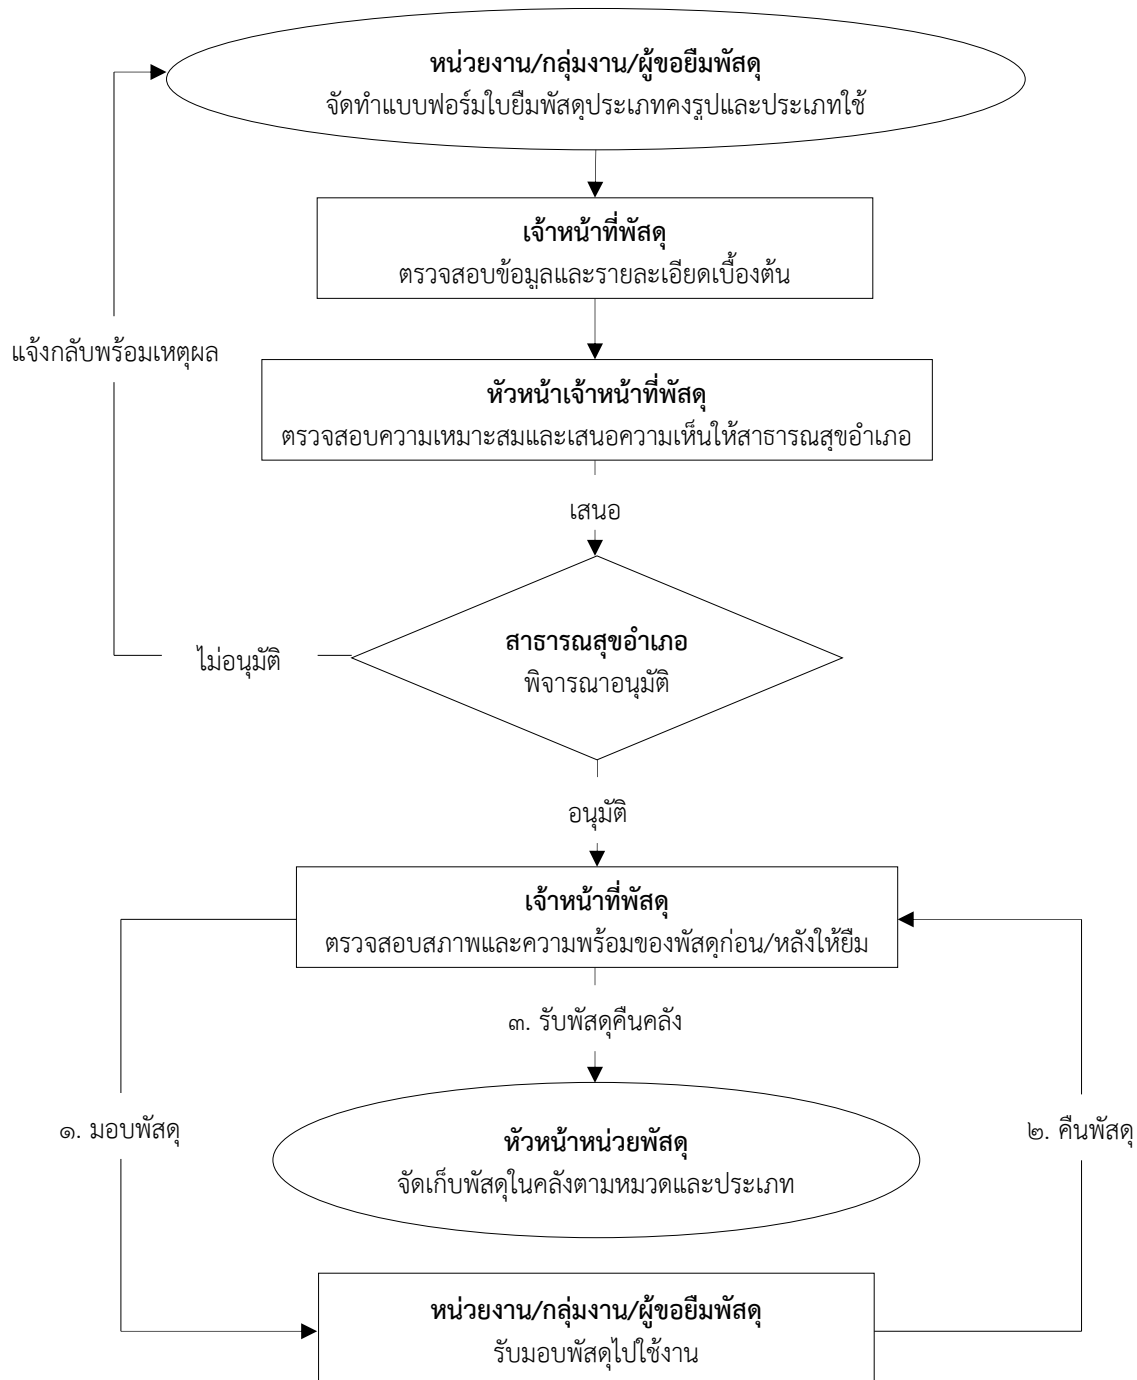 หน่วยงาน/กลุ่มงาน/ผู้ขอยืมพัสดุ
จัดทำแบบฟอร์มใบยืมพัสดุประเภทคงรูปและประเภทใช้
เจ้าหน้าที่พัสดุ
ตรวจสอบข้อมูลและรายละเอียดเบื้องต้น
แจ้งกลับพร้อมเหตุผล
หัวหน้าเจ้าหน้าที่พัสดุ
ตรวจสอบความเหมาะสมและเสนอความเห็นให้สาธารณสุขอำเภอ
เสนอ
สาธารณสุขอำเภอ
พิจารณาอนุมัติ
ไม่อนุมัติ
อนุมัติ
เจ้าหน้าที่พัสดุ
ตรวจสอบสภาพและความพร้อมของพัสดุก่อน/หลังให้ยืม
๓. รับพัสดุคืนคลัง
๑. มอบพัสดุ
หัวหน้าหน่วยพัสดุ
จัดเก็บพัสดุในคลังตามหมวดและประเภท
๒. คืนพัสดุ
หน่วยงาน/กลุ่มงาน/ผู้ขอยืมพัสดุ
รับมอบพัสดุไปใช้งาน